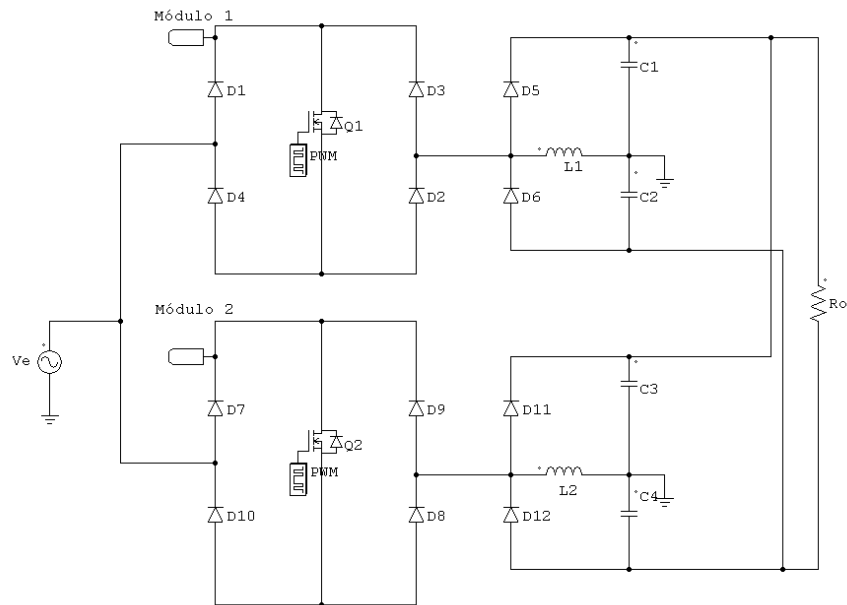 Módulo 1
D1
D3
D5
C1
Q1
PWM
L1
D4
D2
D6
C2
Módulo 2
Ve
Ro
D7
D9
D11
C3
Q2
PWM
L2
C4
D10
D8
D12